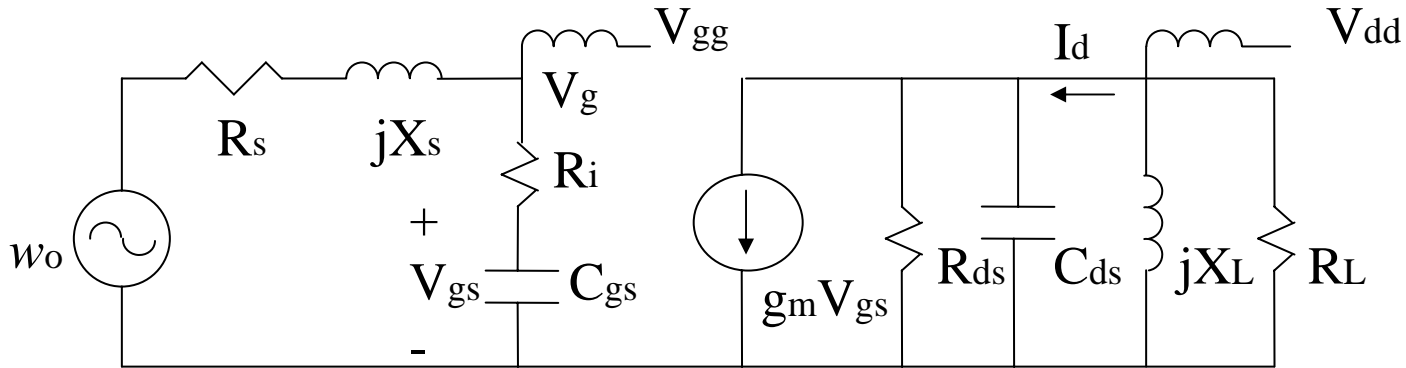 Vgg
Id
Vdd
Vg
Rs
jXs
Ri
+
wo
Vgs
Cgs
-
gmVgs
Rds
Cds
jXL
RL